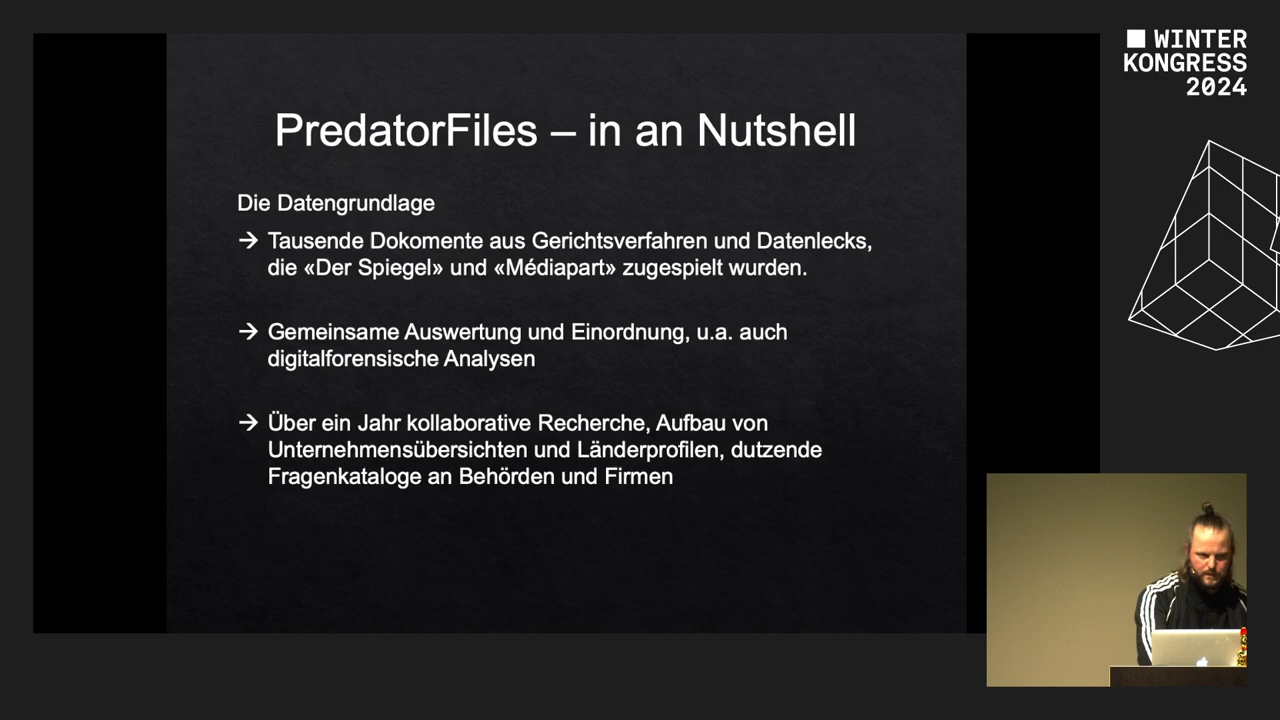 WINTER
KONGRESS
2024
PredatorFiles – in an Nutshell
Die Datengrundlage
→ Tausende Dokomente aus Gerichtsverfahren und Datenlecks,
die «Der Spiegel» und «Médiapart» zugespielt wurden.
→ Gemeinsame Auswertung und Einordnung, u.a. auch
digitalforensische Analysen
→ Über ein Jahr kollaborative Recherche, Aufbau von
Unternehmensübersichten und Länderprofilen, dutzende
Fragenkataloge an Behörden und Firmen